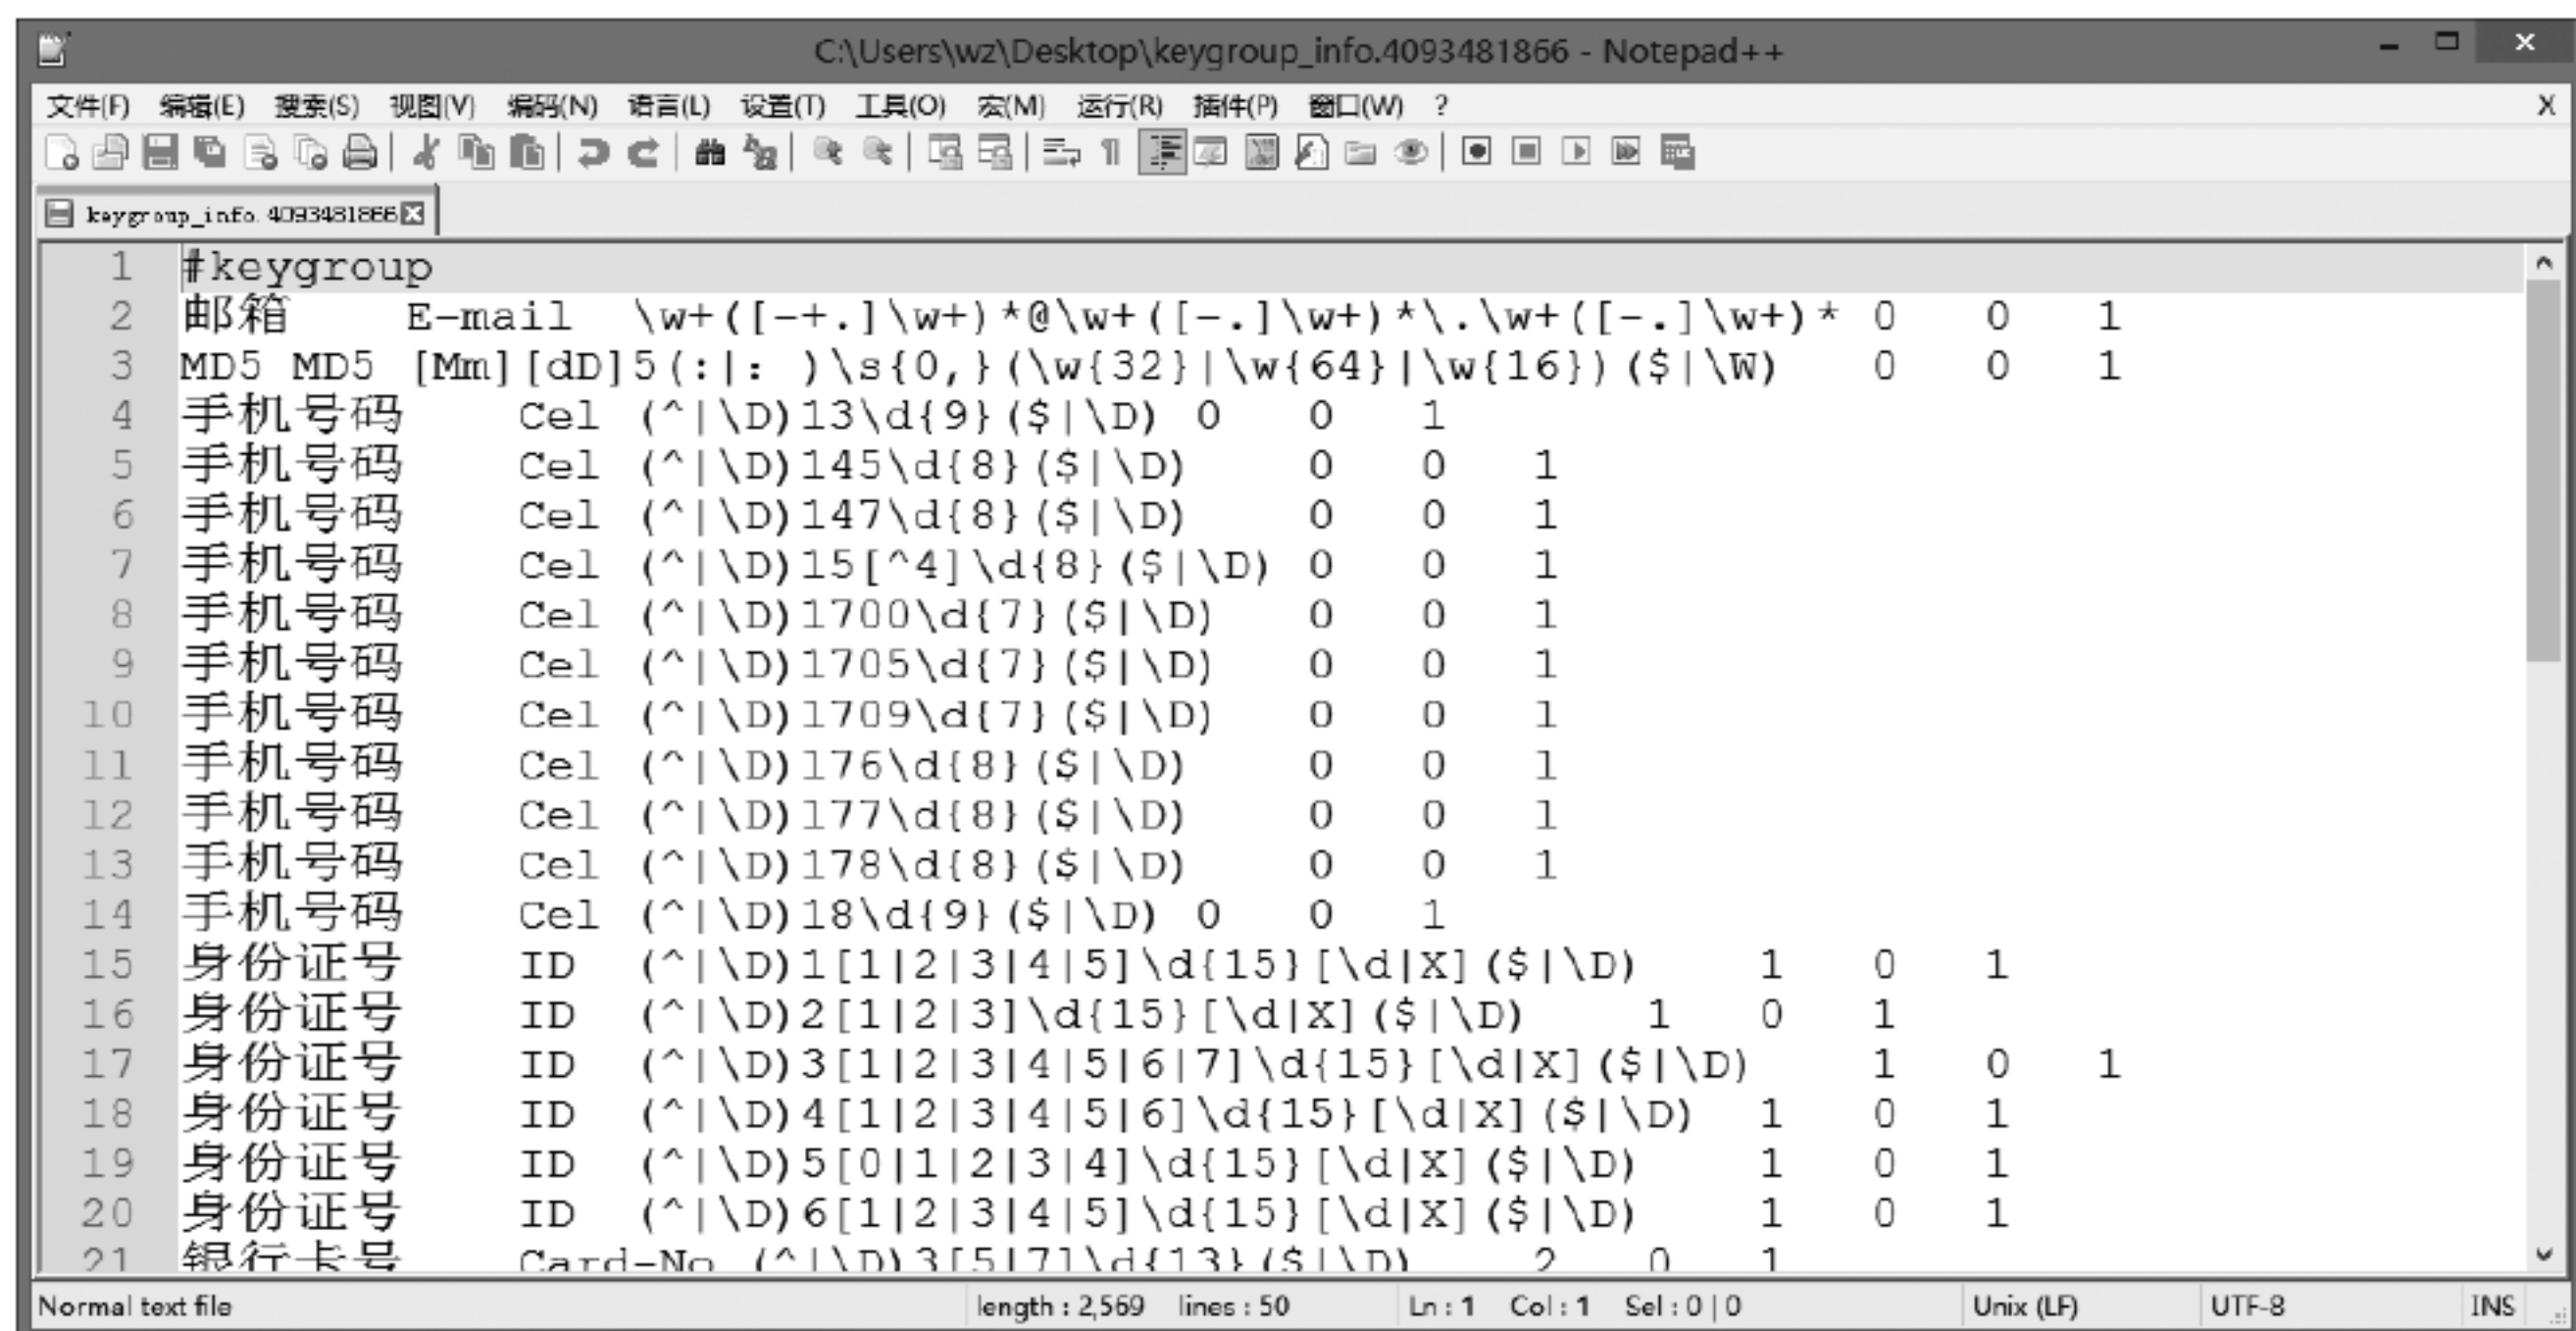 C:\Users\wz\Desktop\keygroup_info.4093481866 - Notepad++
文件(F) 编辑(E) 搜索(S) 视图(V) 编码(N) 语言(L) 设置(T) 工具(O) 宏(M) 运行(R) 插件(P) 窗口(W) ? X
keygroup_info.4093481866
1 #keygroup
2 邮箱 E-mail \w+([-+.]\w+)*@\w+([-.]\w+)*\.\w+([-.]\w+)* 0 0 1
3 MD5 MD5 [Mm][dD]5(:|: )\s{0,}(\w{32}|\w{64}|\w{16})($|\W) 0 0 1
4 手机号码 Cel (^|\D)13\d{9}($|\D) 0 0 1
5 手机号码 Cel (^|\D)145\d{8}($|\D) 0 0 1
6 手机号码 Cel (^|\D)147\d{8}($|\D) 0 0 1
7 手机号码 Cel (^|\D)15[^4]\d{8}($|\D) 0 0 1
8 手机号码 Cel (^|\D)1700\d{7}($|\D) 0 0 1
9 手机号码 Cel (^|\D)1705\d{7}($|\D) 0 0 1
10 手机号码 Cel (^|\D)1709\d{7}($|\D) 0 0 1
11 手机号码 Cel (^|\D)176\d{8}($|\D) 0 0 1
12 手机号码 Cel (^|\D)177\d{8}($|\D) 0 0 1
13 手机号码 Cel (^|\D)178\d{8}($|\D) 0 0 1
14 手机号码 Cel (^|\D)18\d{9}($|\D) 0 0 1
15 身份证号 ID (^|\D)1[1|2|3|4|5]\d{15}[\d|X]($|\D) 1 0 1
16 身份证号 ID (^|\D)2[1|2|3]\d{15}[\d|X]($|\D) 1 0 1
17 身份证号 ID (^|\D)3[1|2|3|4|5|6|7]\d{15}[\d|X]($|\D) 1 0 1
18 身份证号 ID (^|\D)4[1|2|3|4|5|6]\d{15}[\d|X]($|\D) 1 0 1
19 身份证号 ID (^|\D)5[0|1|2|3|4]\d{15}[\d|X]($|\D) 1 0 1
20 身份证号 ID (^|\D)6[1|2|3|4|5]\d{15}[\d|X]($|\D) 1 0 1
21 银行卡号 Card-No (^|\D)3[5|7]\d{13}($|\D) 2 0 1
Normal text file length : 2,569 lines : 50 Ln : 1 Col : 1 Sel : 0 | 0 Unix (LF) UTF-8 INS